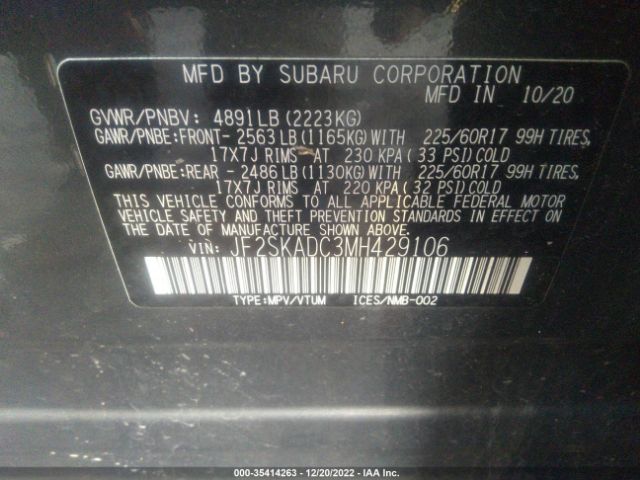 MFD BY SUBARU CORPORATION
MFD IN 10/20
GVWR/PNBV: 4891LB (2223KG)
GAWR/PNBE:FRONT- 2563LB (1165KG) WITH 225/60R17 99H TIRES,
17X7J RIMS AT 230 KPA( 33 PSI) COLD
GAWR/PNBE:REAR - 2486LB (1130KG) WITH 225/60R17 99H TIRES,
17X7J RIMS AT 220 KPA( 32 PSI) COLD
THIS VEHICLE CONFORMS TO ALL APPLICABLE FEDERAL MOTOR
VEHICLE SAFETY AND THEFT PREVENTION STANDARDS IN EFFECT
ON THE DATE OF MANUFACTURE SHOWN ABOVE.
VIN: JF2SKADC3MH429106
TYPE:MPV/VTUM ICES/NMB-002
000-35414263 - 12/20/2022 - IAA Inc.